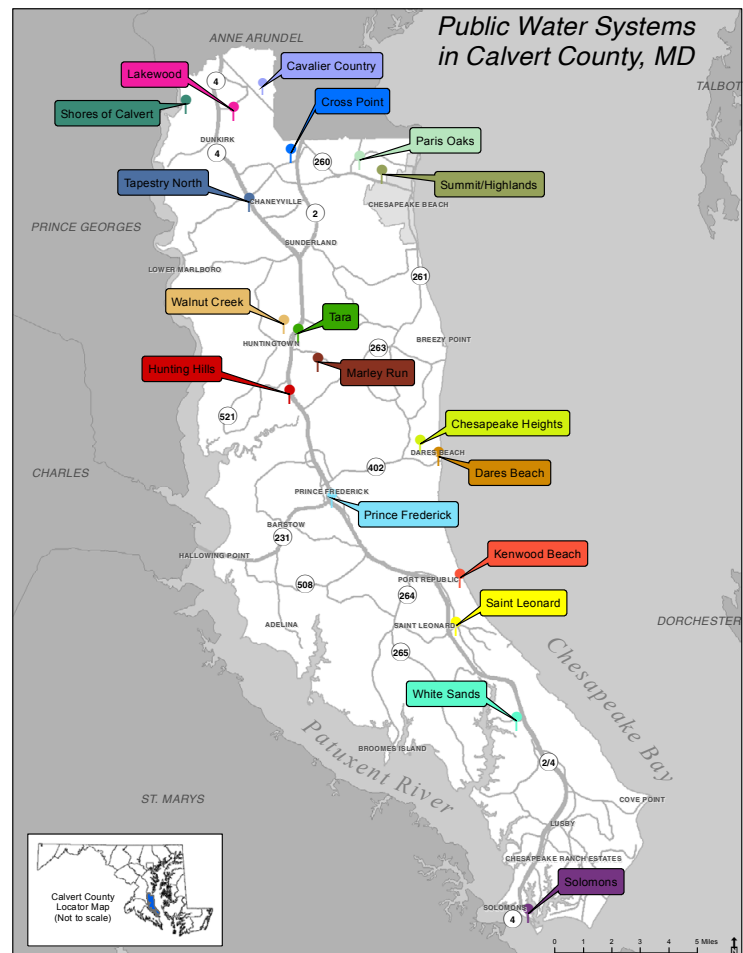 Public Water Systems
in Calvert County, MD
ANNE ARUNDEL
Cavalier Country
Lakewood
4
TALBOT
Cross Point
Shores of Calvert
DUNKIRK
4
260
Paris Oaks
Summit/Highlands
Tapestry North
CHANEYVILLE
CHESAPEAKE BEACH
2
PRINCE GEORGES
SUNDERLAND
LOWER MARLBORO
261
Walnut Creek
Tara
HUNTINGTOWN
263
BREEZY POINT
Hunting Hills
Marley Run
521
Chesapeake Heights
DARES BEACH
402
Dares Beach
CHARLES
PRINCE FREDERICK
Prince Frederick
BARSTOW
231
HALLOWING POINT
Kenwood Beach
PORT REPUBLIC
508
264
Saint Leonard
ADELINA
SAINT LEONARD
DORCHESTER
265
Chesapeake Bay
White Sands
Patuxent River
BROOMES ISLAND
2/4
ST. MARYS
COVE POINT
LUSBY
CHESAPEAKE RANCH ESTATES
Solomons
SOLOMONS
4
Calvert County
Locator Map
(Not to scale)
0 1 2 3 4 5 Miles
N